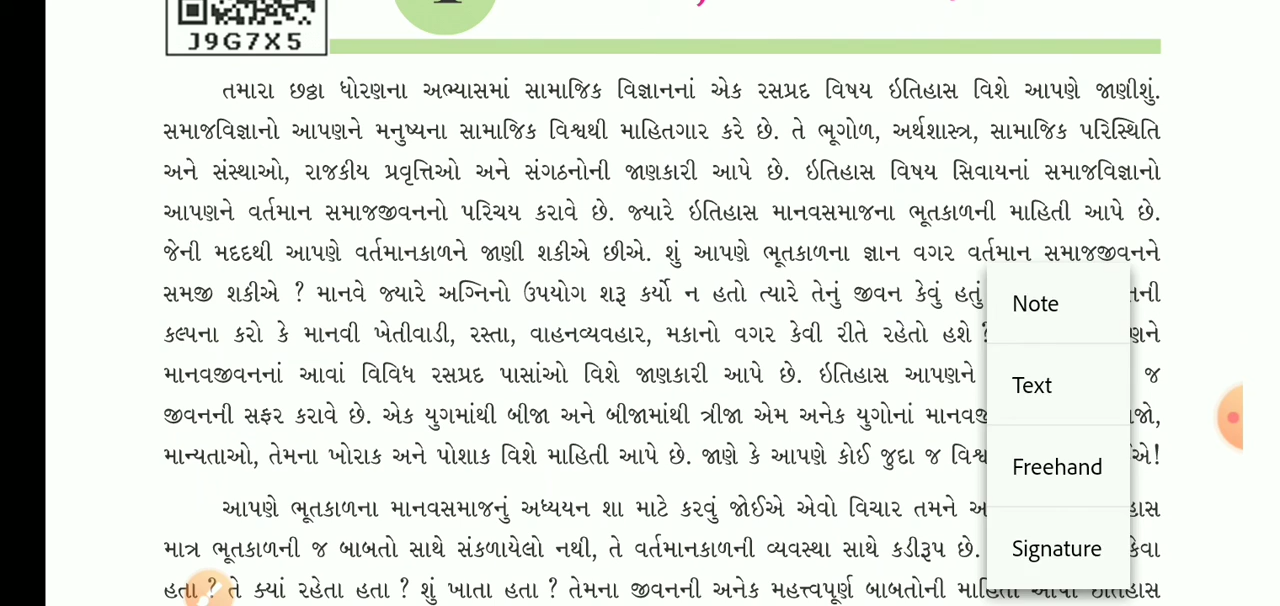 J9G7X5
તમારા છઠ્ઠા ધોરણના અભ્યાસમાં સામાજિક વિજ્ઞાનનાં એક રસપ્રદ વિષય ઇતિહાસ વિશે આપણે જાણીશું.
સમાજવિજ્ઞાનો આપણને મનુષ્યના સામાજિક વિશ્વથી માહિતગાર કરે છે. તે ભૂગોળ, અર્થશાસ્ત્ર, સામાજિક પરિસ્થિતિ
અને સંસ્થાઓ, રાજકીય પ્રવૃત્તિઓ અને સંગઠનોની જાણકારી આપે છે. ઇતિહાસ વિષય સિવાયનાં સમાજવિજ્ઞાનો
આપણને વર્તમાન સમાજજીવનનો પરિચય કરાવે છે. જ્યારે ઇતિહાસ માનવસમાજના ભૂતકાળની માહિતી આપે છે.
જેની મદદથી આપણે વર્તમાનકાળને જાણી શકીએ છીએ. શું આપણે ભૂતકાળના જ્ઞાન વગર વર્તમાન સમાજજીવનને
સમજી શકીએ ? માનવે જ્યારે અગ્નિનો ઉપયોગ શરૂ કર્યો ન હતો ત્યારે તેનું જીવન કેવું હતું
Note
કલ્પના કરો કે માનવી ખેતીવાડી, રસ્તા, વાહનવ્યવહાર, મકાનો વગર કેવી રીતે રહેતો હશે ?
માનવજીવનનાં આવાં વિવિધ રસપ્રદ પાસાંઓ વિશે જાણકારી આપે છે. ઇતિહાસ આપણને જ
Text
જીવનની સફર કરાવે છે. એક યુગમાંથી બીજા અને બીજામાંથી ત્રીજા એમ અનેક યુગોનાં
માન્યતાઓ, તેમના ખોરાક અને પોશાક વિશે માહિતી આપે છે. જાણે કે આપણે કોઈ જુદા જ
Freehand
આપણે ભૂતકાળના માનવસમાજનું અધ્યયન શા માટે કરવું જોઈએ એવો વિચાર તમને
માત્ર ભૂતકાળની જ બાબતો સાથે સંકળાયેલો નથી, તે વર્તમાનકાળની વ્યવસ્થા સાથે કડીરૂપ છે.
Signature
હતા ? તે ક્યાં રહેતા હતા ? શું ખાતા હતા ? તેમના જીવનની અનેક મહત્ત્વપૂર્ણ બાબતોની માહિતી આપણને ઇતિહાસ